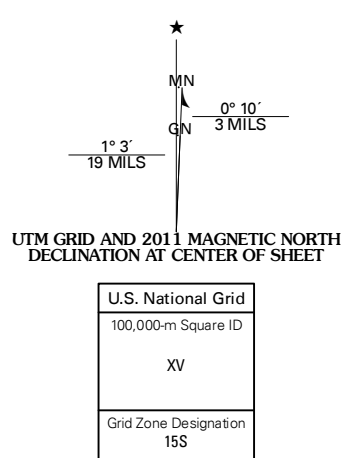 ★
MN
0° 10´
3 MILS
GN
1° 3´
19 MILS
UTM GRID AND 2011 MAGNETIC NORTH
DECLINATION AT CENTER OF SHEET
U.S. National Grid
100,000-m Square ID
XV
Grid Zone Designation
15S